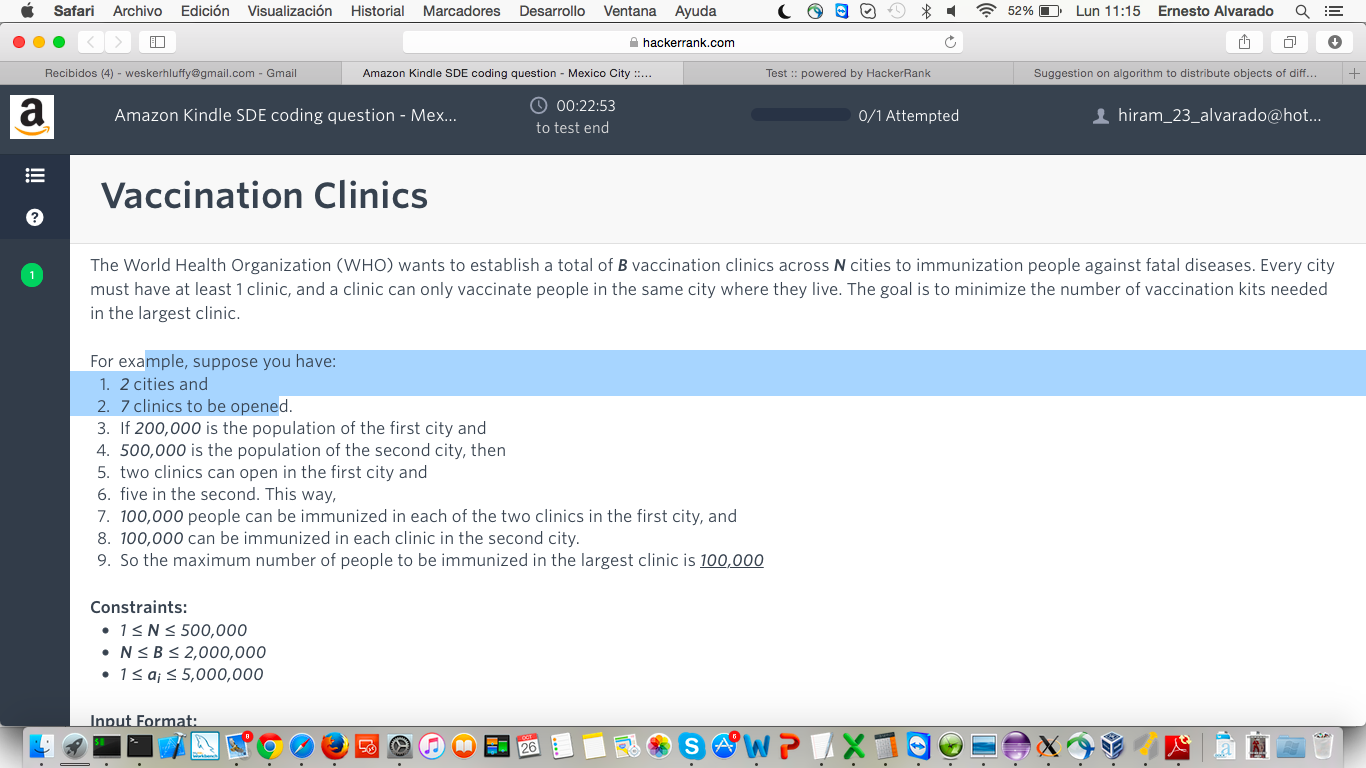 Safari Archivo Edición Visualización Historial Marcadores Desarrollo Ventana Ayuda 52% Lun 11:15 Ernesto Alvarado
hackerrank.com
Recibidos (4) - weskerhluffy@gmail.com - Gmail
Amazon Kindle SDE coding question - Mexico City ::...
Test :: powered by HackerRank
Suggestion on algorithm to distribute objects of diff...
a
Amazon Kindle SDE coding question - Mex...
00:22:53
to test end
0/1 Attempted
hiram_23_alvarado@hot...
?
1
Vaccination Clinics
The World Health Organization (WHO) wants to establish a total of B vaccination clinics across N cities to immunization people against fatal diseases. Every city
must have at least 1 clinic, and a clinic can only vaccinate people in the same city where they live. The goal is to minimize the number of vaccination kits needed
in the largest clinic.
For example, suppose you have:
1. 2 cities and
2. 7 clinics to be opened.
3. If 200,000 is the population of the first city and
4. 500,000 is the population of the second city, then
5. two clinics can open in the first city and
6. five in the second. This way,
7. 100,000 people can be immunized in each of the two clinics in the first city, and
8. 100,000 can be immunized in each clinic in the second city.
9. So the maximum number of people to be immunized in the largest clinic is 100,000
Constraints:
• 1 ≤ N ≤ 500,000
• N ≤ B ≤ 2,000,000
• 1 ≤ ai ≤ 5,000,000
Input Format: